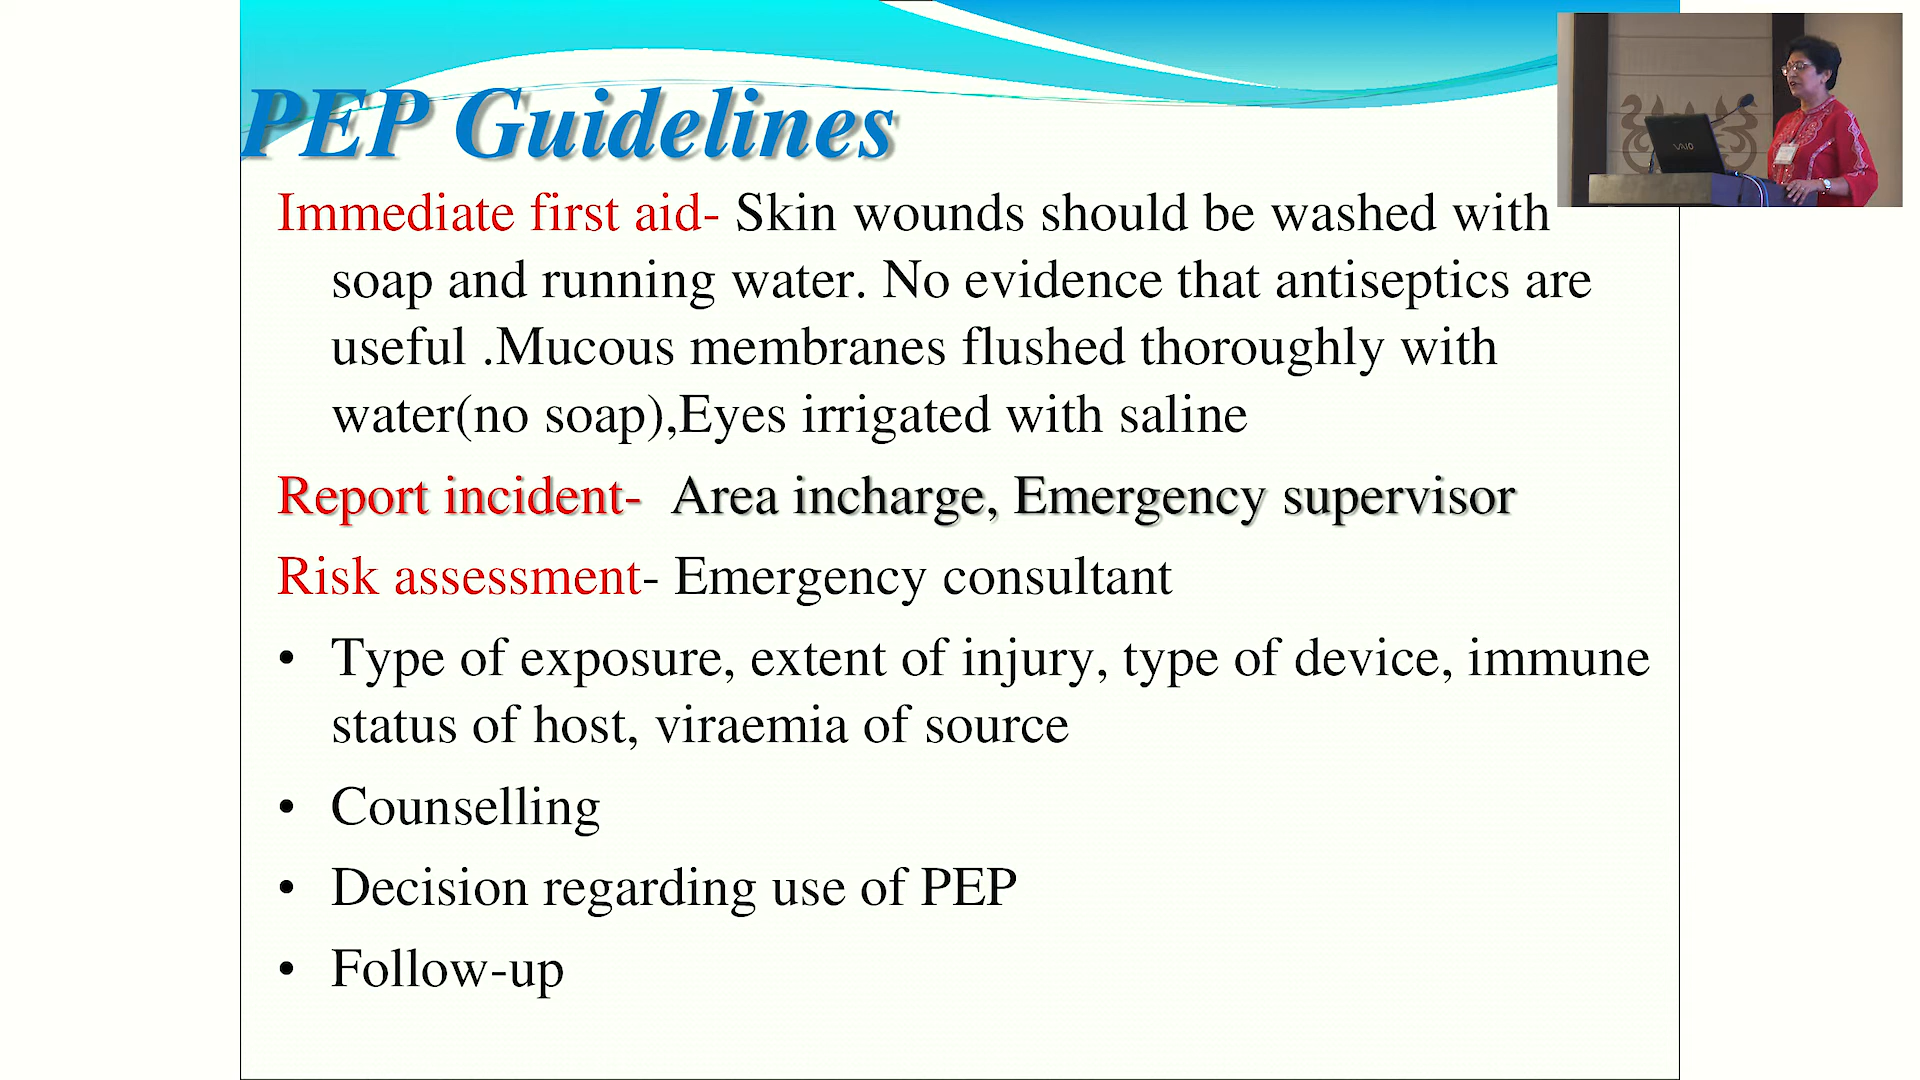 PEP Guidelines
Immediate first aid- Skin wounds should be washed with
soap and running water. No evidence that antiseptics are
useful .Mucous membranes flushed thoroughly with
water(no soap),Eyes irrigated with saline
Report incident- Area incharge, Emergency supervisor
Risk assessment- Emergency consultant
• Type of exposure, extent of injury, type of device, immune
status of host, viraemia of source
• Counselling
• Decision regarding use of PEP
• Follow-up
VAIO